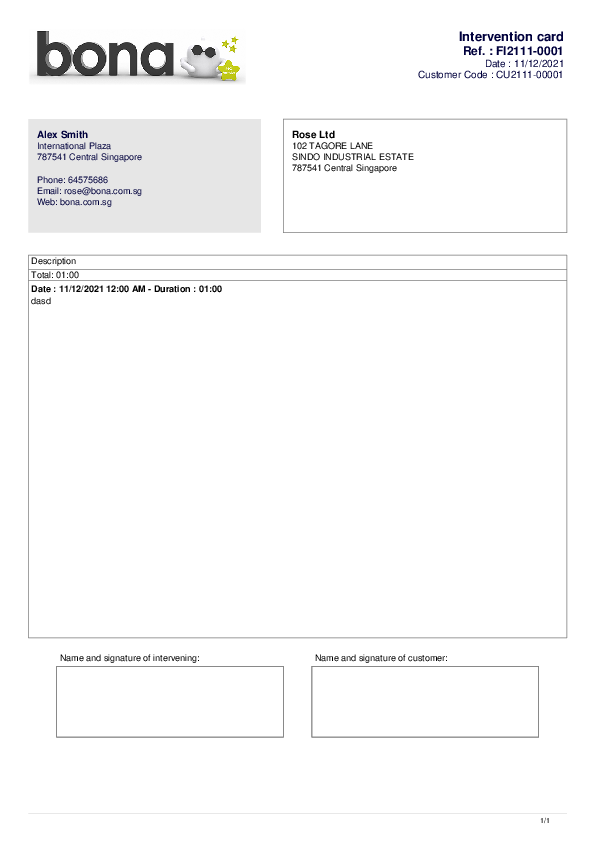 bona
Intervention card
Ref. : FI2111-0001
Date : 11/12/2021
Customer Code : CU2111-00001
Alex Smith
International Plaza
787541 Central Singapore
Phone: 64575686
Email: rose@bona.com.sg
Web: bona.com.sg
Rose Ltd
102 TAGORE LANE
SINDO INDUSTRIAL ESTATE
787541 Central Singapore
Description
Total: 01:00
Date : 11/12/2021 12:00 AM - Duration : 01:00
dasd
Name and signature of intervening:
Name and signature of customer:
1/1